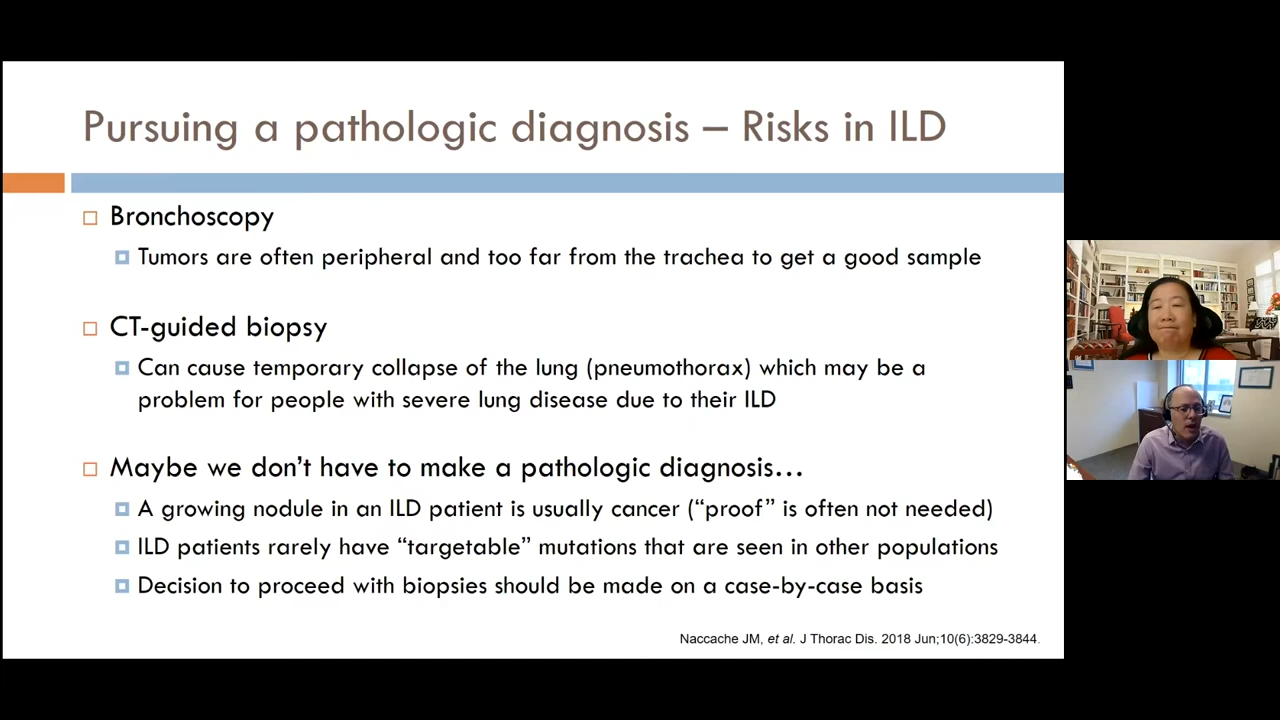 Pursuing a pathologic diagnosis – Risks in ILD
Bronchoscopy
Tumors are often peripheral and too far from the trachea to get a good sample
CT-guided biopsy
Can cause temporary collapse of the lung (pneumothorax) which may be a
problem for people with severe lung disease due to their ILD
Maybe we don’t have to make a pathologic diagnosis…
A growing nodule in an ILD patient is usually cancer (“proof” is often not needed)
ILD patients rarely have “targetable” mutations that are seen in other populations
Decision to proceed with biopsies should be made on a case-by-case basis
Naccache JM, et al. J Thorac Dis. 2018 Jun;10(6):3829-3844.